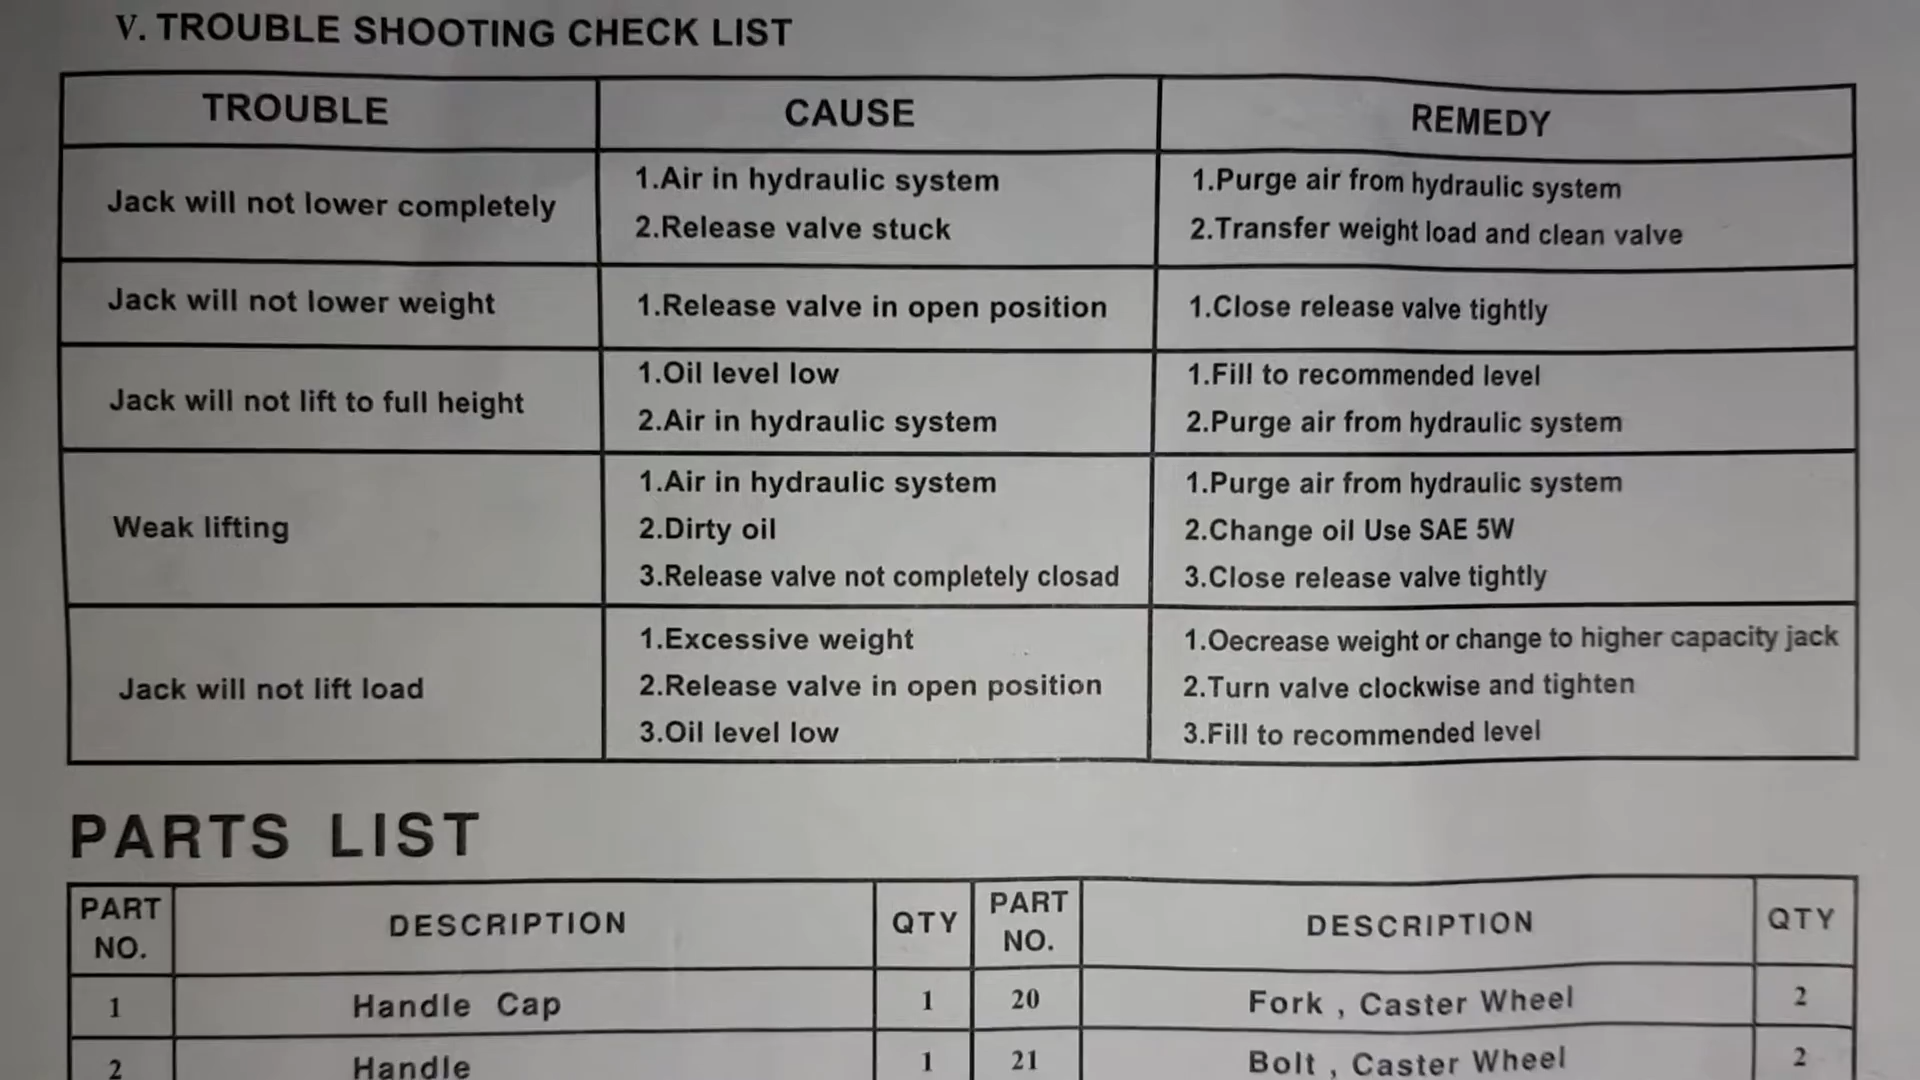 V. TROUBLE SHOOTING CHECK LIST
TROUBLE CAUSE REMEDY
Jack will not lower completely
1.Air in hydraulic system
2.Release valve stuck
1.Purge air from hydraulic system
2.Transfer weight load and clean valve
Jack will not lower weight
1.Release valve in open position
1.Close release valve tightly
Jack will not lift to full height
1.Oil level low
2.Air in hydraulic system
1.Fill to recommended level
2.Purge air from hydraulic system
Weak lifting
1.Air in hydraulic system
2.Dirty oil
3.Release valve not completely closad
1.Purge air from hydraulic system
2.Change oil Use SAE 5W
3.Close release valve tightly
Jack will not lift load
1.Excessive weight
2.Release valve in open position
3.Oil level low
1.Oecrease weight or change to higher capacity jack
2.Turn valve clockwise and tighten
3.Fill to recommended level
PARTS LIST
PART NO. DESCRIPTION QTY PART NO. DESCRIPTION QTY
1 Handle Cap 1 20 Fork , Caster Wheel 2
2 Handle 1 21 Bolt , Caster Wheel 2